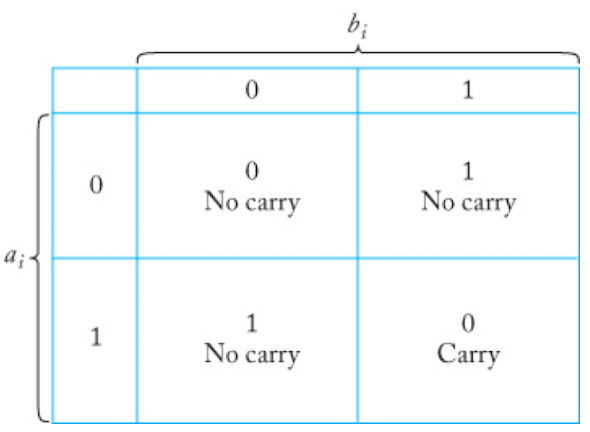 b_i
0 1
0 0 1
No carry No carry
a_i
1 1 0
No carry Carry